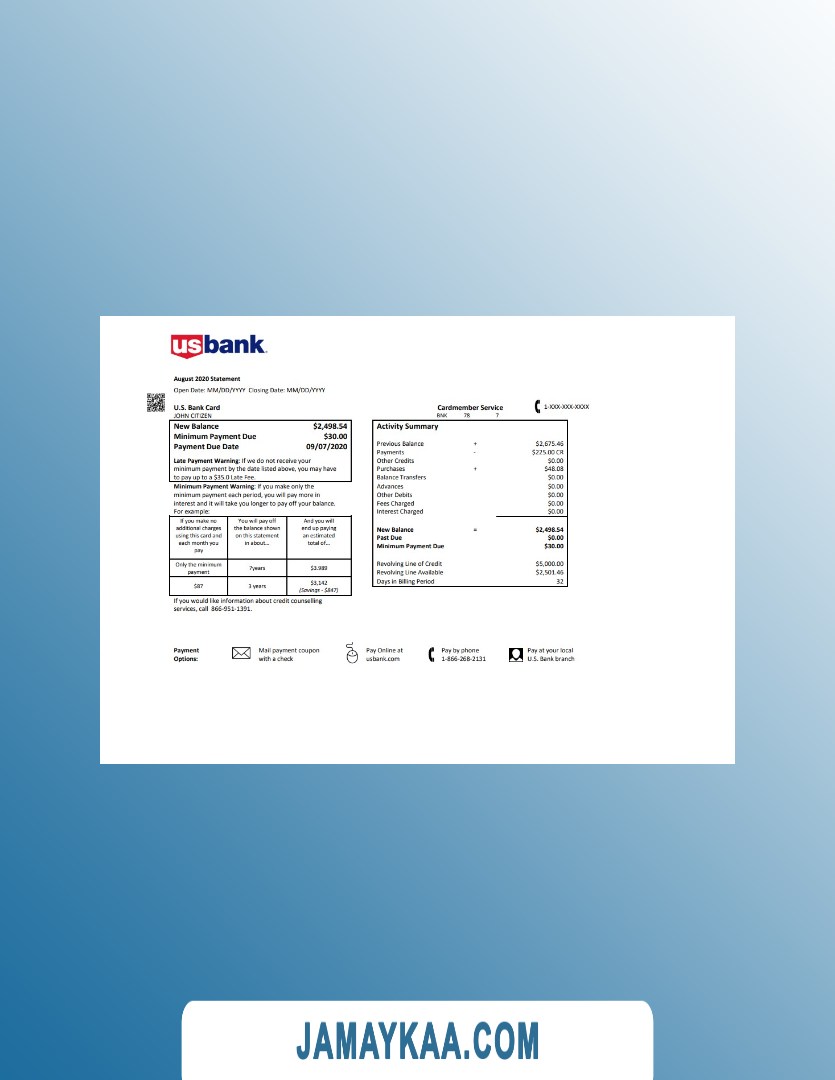 usbank
August 2020 Statement
Open Date: MM/DD/YYYY Closing Date: MM/DD/YYYY
U.S. Bank Card
JOHN CITIZEN
New Balance $2,498.54
Minimum Payment Due $30.00
Payment Due Date 09/07/2020
Late Payment Warning: If we do not receive your
minimum payment by the date listed above, you may have
to pay up to a $35.0 Late Fee.
Minimum Payment Warning: If you make only the
minimum payment each period, you will pay more in
interest and it will take you longer to pay off your balance.
For example:
If you make no
additional charges
using this card and
each month you
pay
You will pay off
the balance shown
on this statement
in about...
And you will
end up paying
an estimated
total of...
Only the minimum
payment
7years
$3.989
$87
3 years
$3,142
(Savings - $847)
If you would like information about credit counselling
services, call 866-951-1391.
Cardmember Service 1-XXX-XXX-XXXX
BNK 78 7
Activity Summary
Previous Balance + $2,675.46
Payments - $225.00 CR
Other Credits $0.00
Purchases + $48.08
Balance Transfers $0.00
Advances $0.00
Other Debits $0.00
Fees Charged $0.00
Interest Charged $0.00
New Balance = $2,498.54
Past Due $0.00
Minimum Payment Due $30.00
Revolving Line of Credit $5,000.00
Revolving Line Available $2,501.46
Days in Billing Period 32
Payment
Options:
Mail payment coupon
with a check
Pay Online at
usbank.com
Pay by phone
1-866-268-2131
Pay at your local
U.S. Bank branch
JAMAYKAA.COM